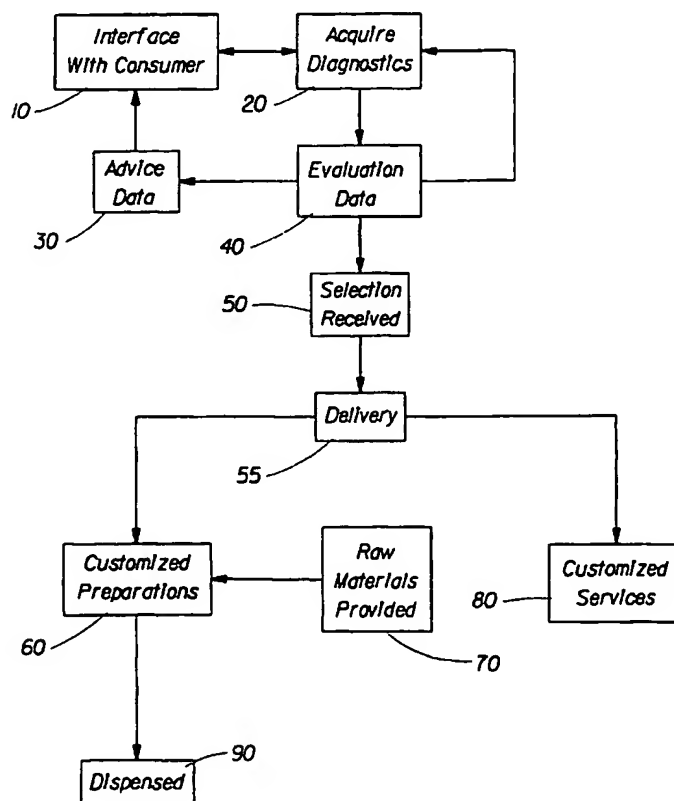 Interface
With Consumer
10
Acquire
Diagnostics
20
Advice
Data
30
Evaluation
Data
40
50
Selection
Received
Delivery
55
Customized
Preparations
60
Raw
Materials
Provided
70
Customized
Services
80
90
Dispensed